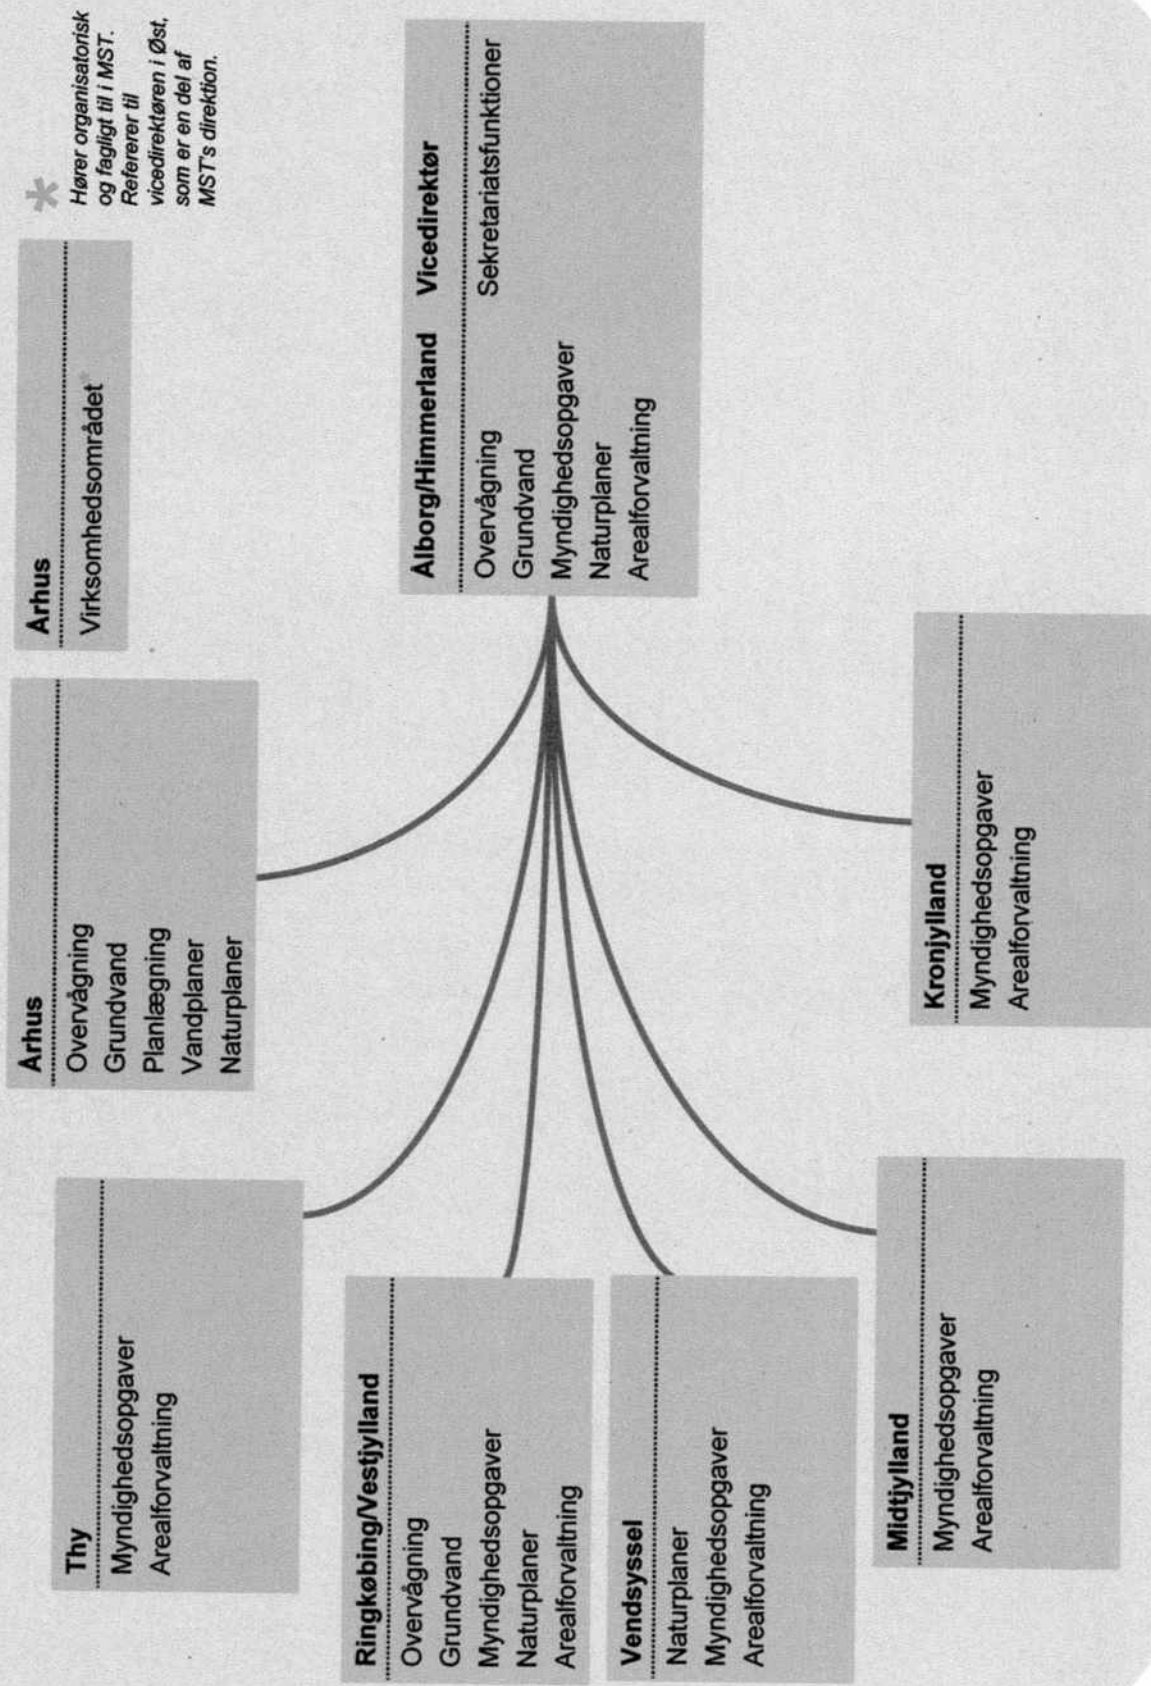 Thy
Myndighedsopgaver
Arealforvaltning
Ringkøbing/Vestjylland
Overvågning
Grundvand
Myndighedsopgaver
Naturplaner
Arealforvaltning
Vendsyssel
Naturplaner
Myndighedsopgaver
Arealforvaltning
Midtjylland
Myndighedsopgaver
Arealforvaltning
Århus
Overvågning
Grundvand
Planlægning
Vandplaner
Naturplaner
Kronjylland
Myndighedsopgaver
Arealforvaltning
Århus
Virksomhedsområdet*
Ålborg/Himmerland Vicedirektør
Overvågning Sekretariatsfunktioner
Grundvand
Myndighedsopgaver
Naturplaner
Arealforvaltning
*
Hører organisatorisk
og fagligt til i MST.
Refererer til
vicedirektøren i Øst,
som er en del af
MST's direktion.